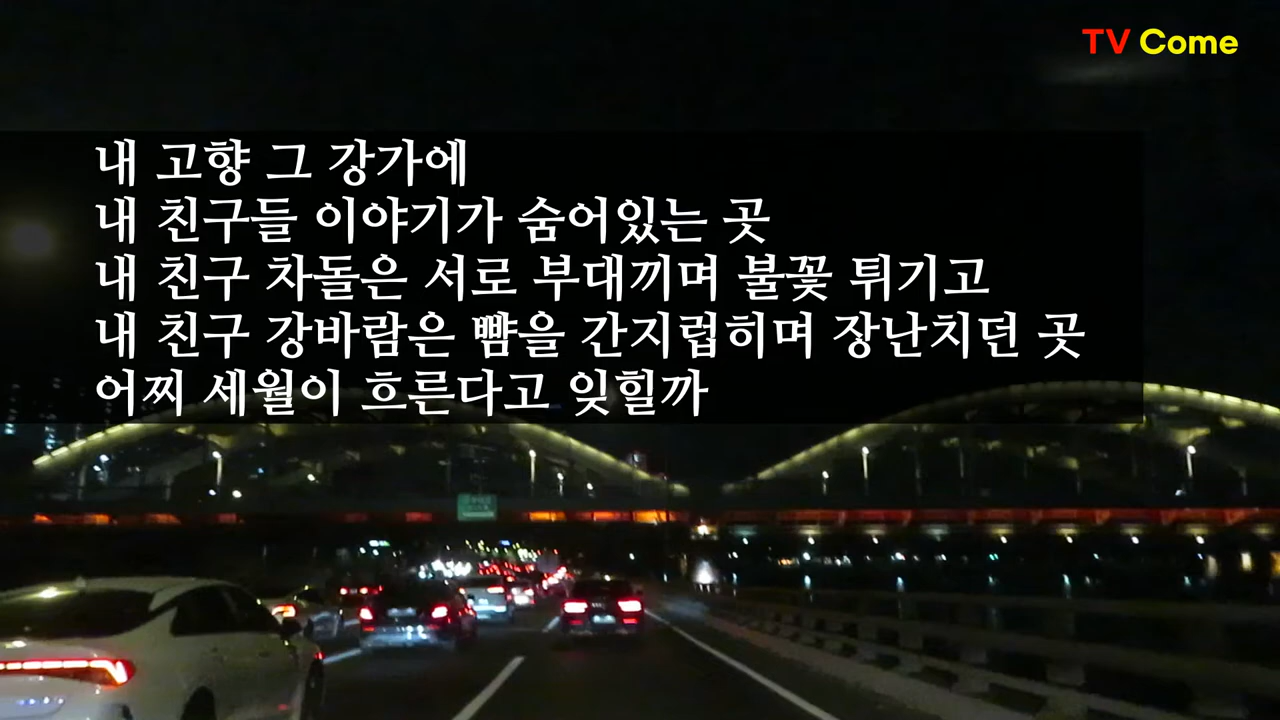 TV Come
내 고향 그 강가에
내 친구들 이야기가 숨어있는 곳
내 친구 차돌은 서로 부대끼며 불꽃 튀기고
내 친구 강바람은 뺨을 간지럽히며 장난치던 곳
어찌 세월이 흐른다고 잊힐까